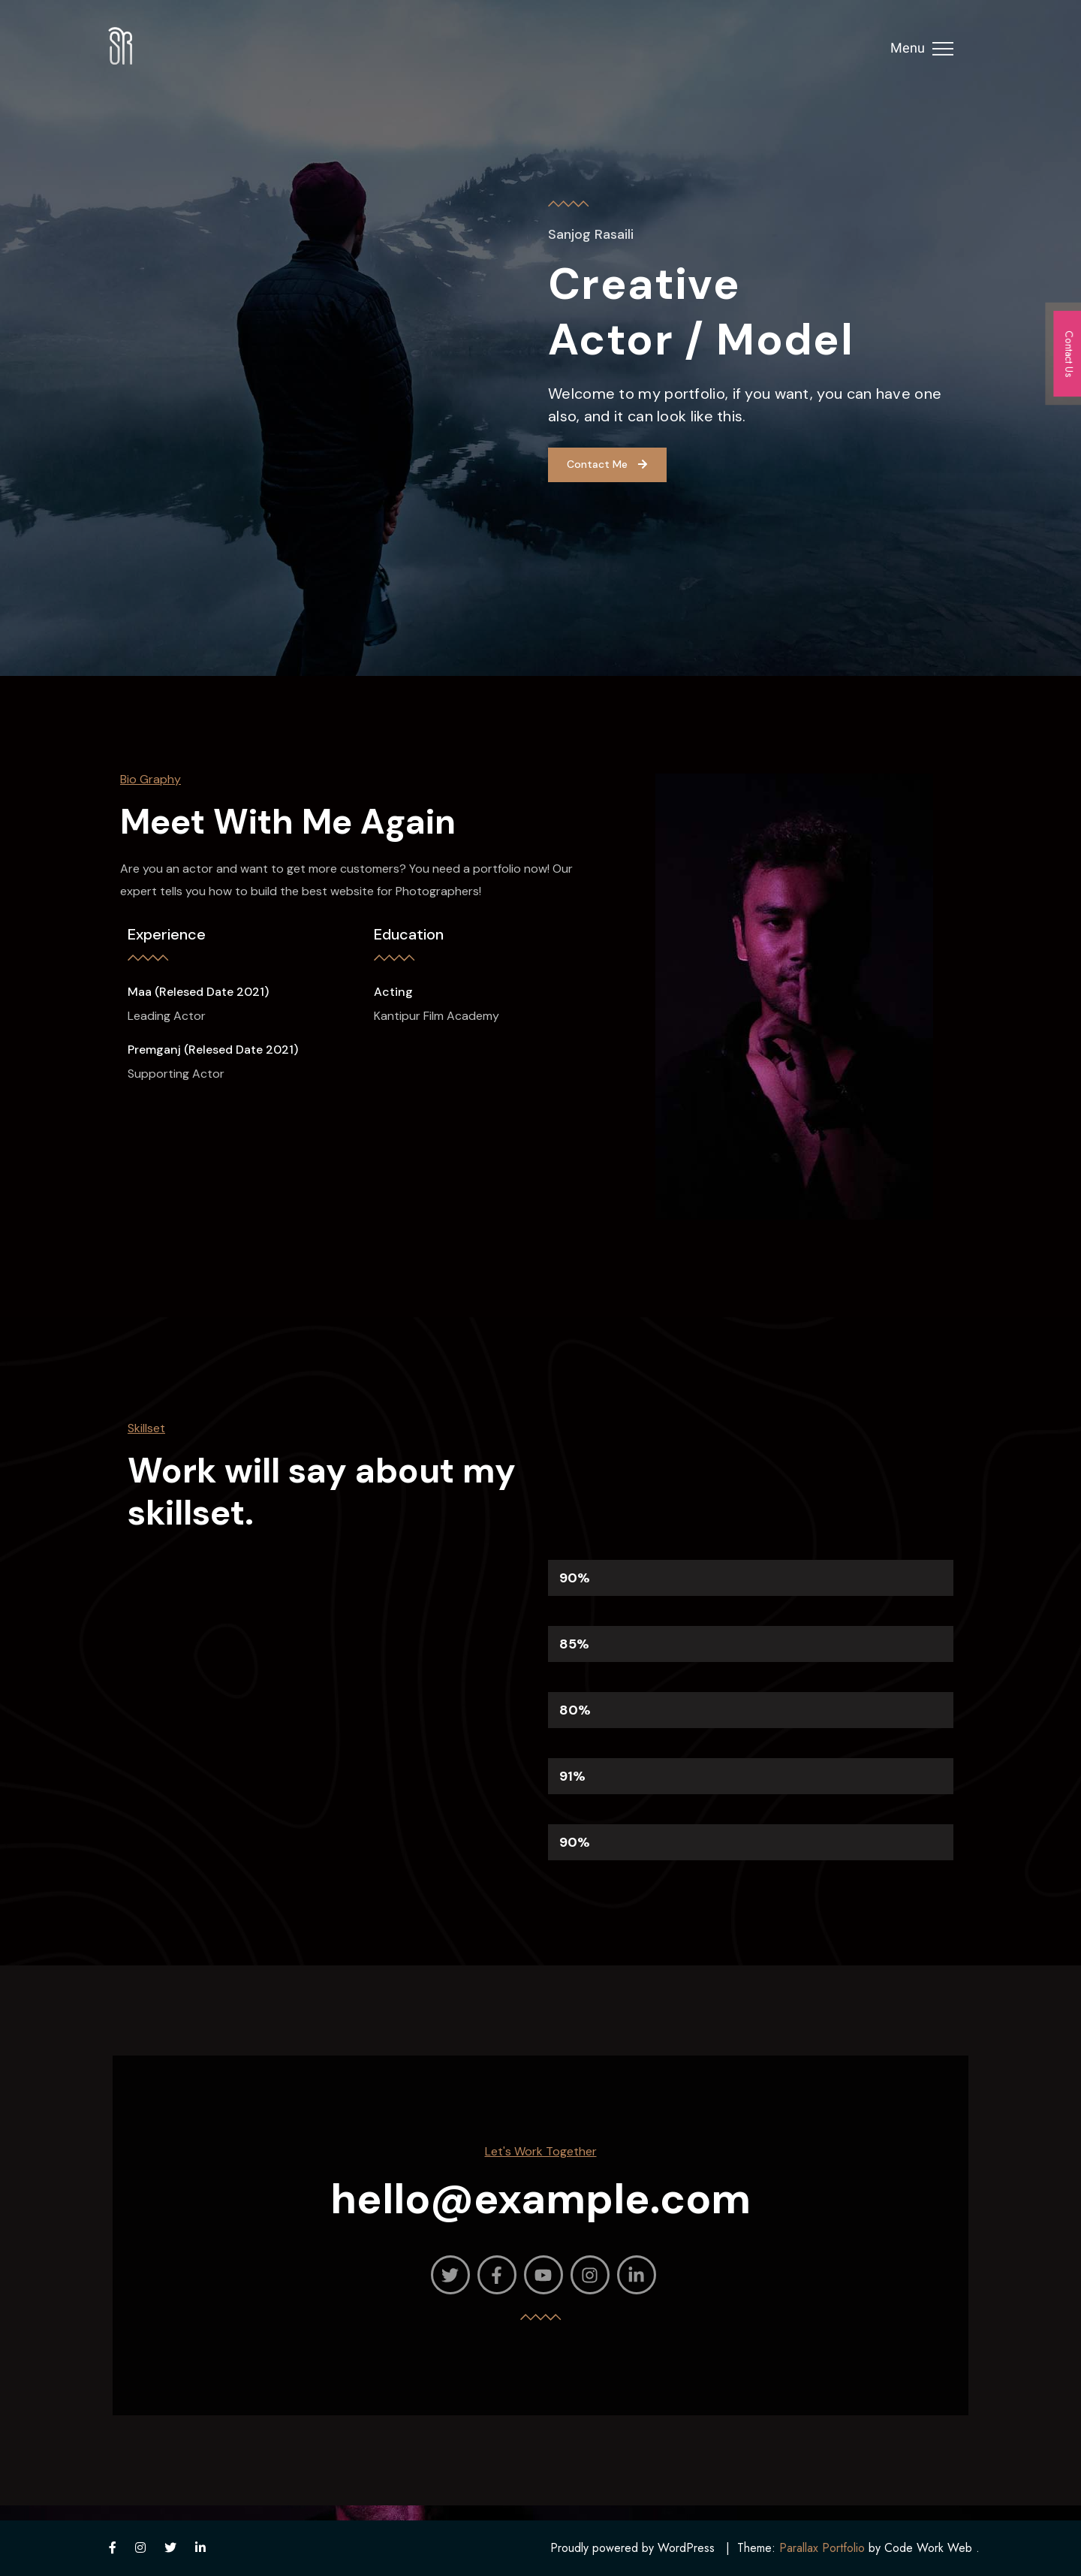 SR
Menu
Sanjog Rasaili
Creative
Actor / Model
Welcome to my portfolio, if you want, you can have one
also, and it can look like this.
Contact Me
Contact Us
Bio Graphy
Meet With Me Again
Are you an actor and want to get more customers? You need a portfolio now! Our
expert tells you how to build the best website for Photographers!
Experience
Maa (Relesed Date 2021)
Leading Actor
Premganj (Relesed Date 2021)
Supporting Actor
Education
Acting
Kantipur Film Academy
Skillset
Work will say about my
skillset.
90%
85%
80%
91%
90%
Let's Work Together
hello@example.com
Proudly powered by WordPress | Theme: Parallax Portfolio by Code Work Web .